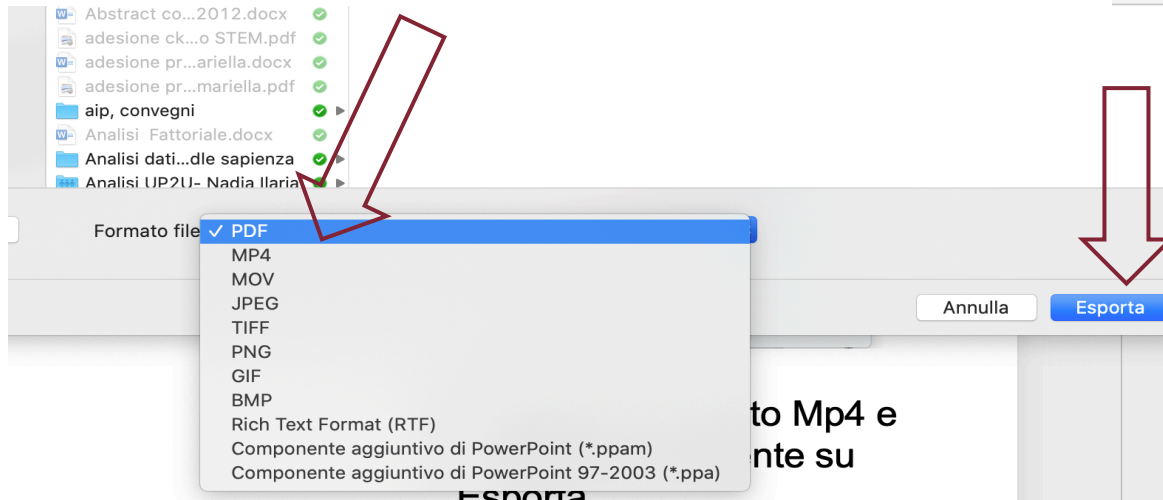 Abstract co...2012.docx
adesione ck...o STEM.pdf
adesione pr...ariella.docx
adesione pr...mariella.pdf
aip, convegni
Analisi  Fattoriale.docx
Analisi dati...dle sapienza
Analisi UP2U- Nadia Ilaria
Formato file
PDF
MP4
MOV
JPEG
TIFF
PNG
GIF
BMP
Rich Text Format (RTF)
Componente aggiuntivo di PowerPoint (*.ppam)
Componente aggiuntivo di PowerPoint 97-2003 (*.ppa)
Annulla
Esporta
to Mp4 e
nte su
Esporta